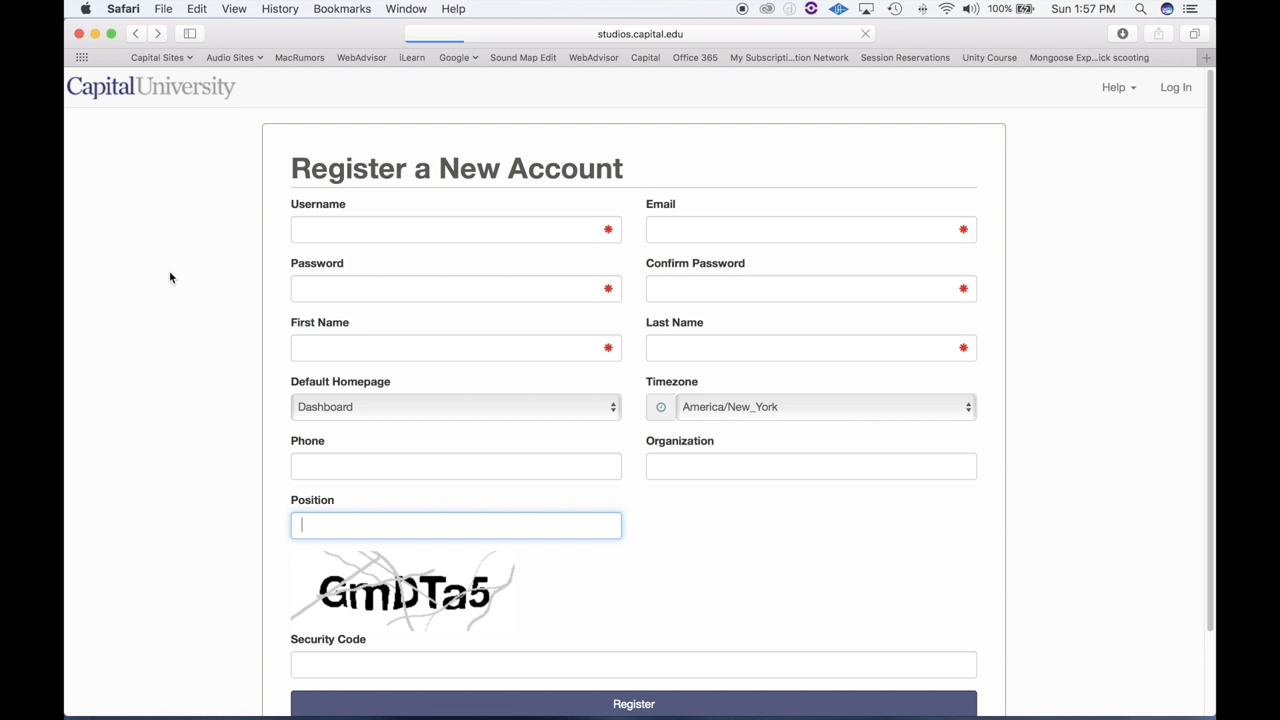 Safari File Edit View History Bookmarks Window Help 100% Sun 1:57 PM
studios.capital.edu
Capital Sites Audio Sites MacRumors WebAdvisor iLearn Google Sound Map Edit WebAdvisor Capital Office 365 My Subscripti...tion Network Session Reservations Unity Course Mongoose Exp...ick scooting
CapitalUniversity Help Log In
Register a New Account
Username Email
Password Confirm Password
First Name Last Name
Default Homepage Timezone
Dashboard America/New_York
Phone Organization
Position
GmDTa5
Security Code
Register